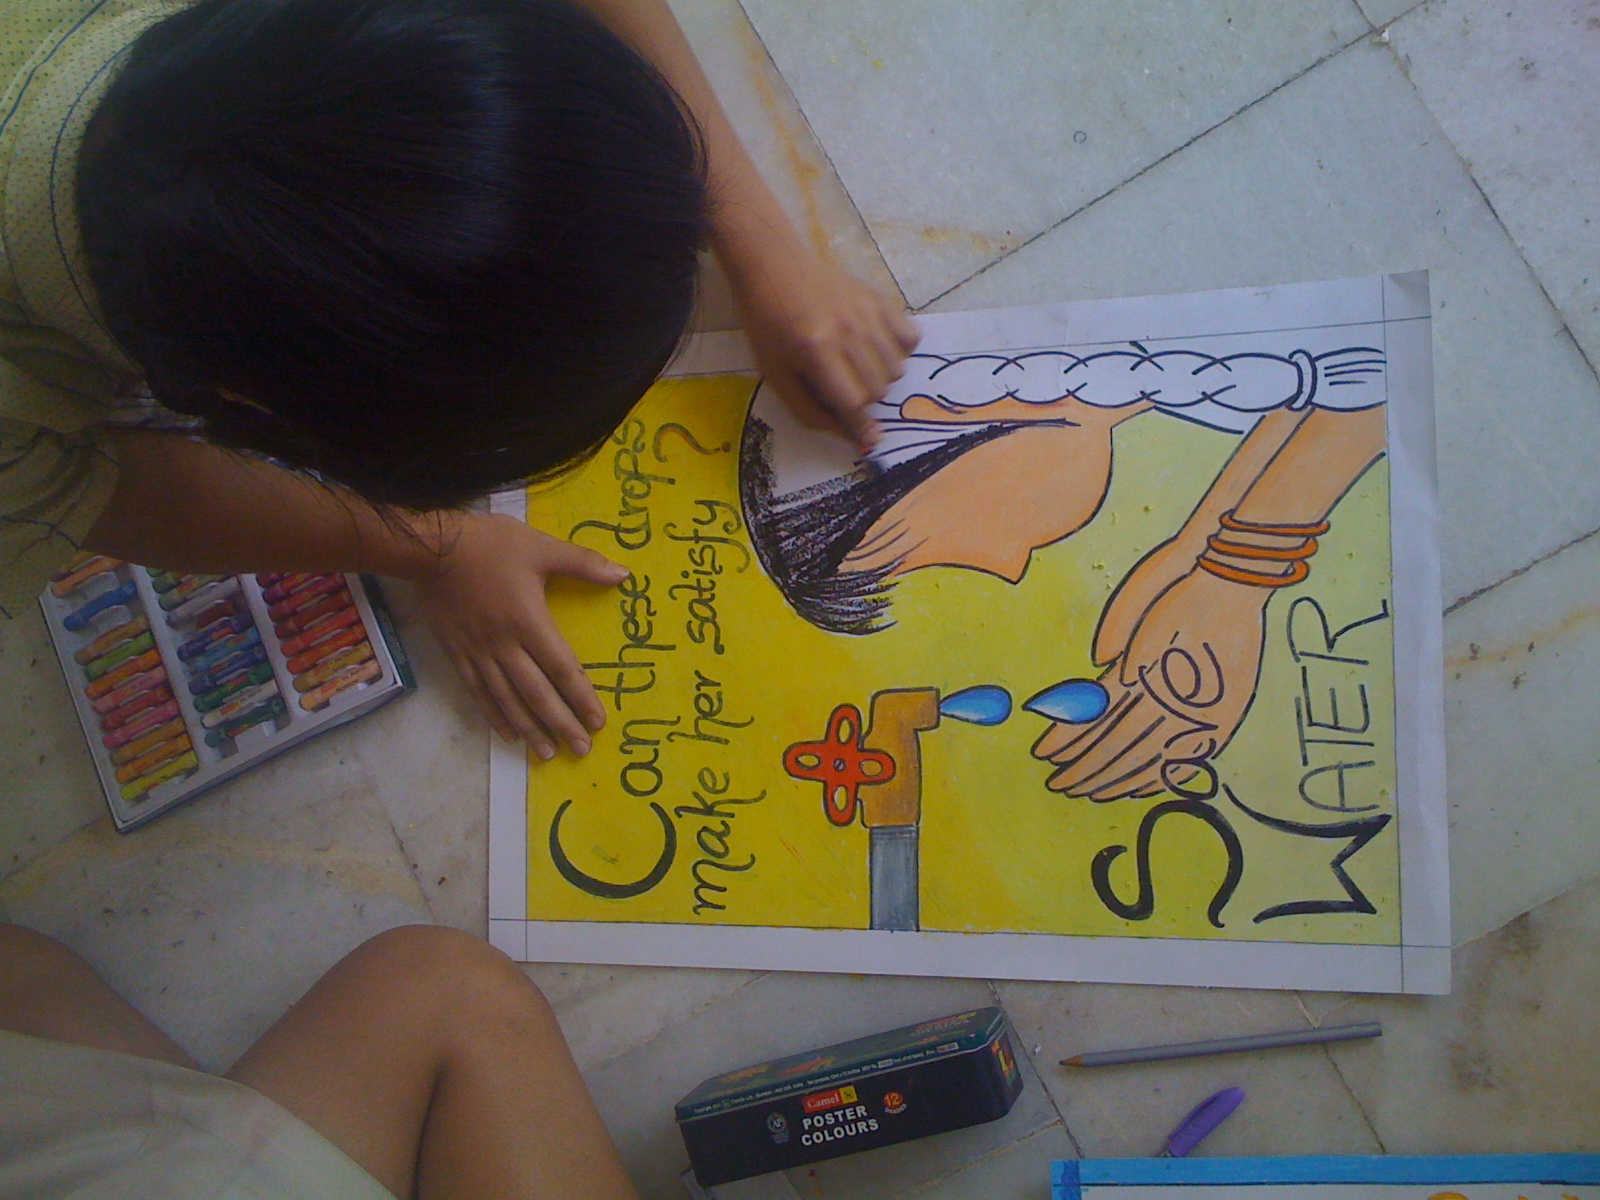 Can these drops
make her satisfy?
Save
WATER
Camel
POSTER
COLOURS
12